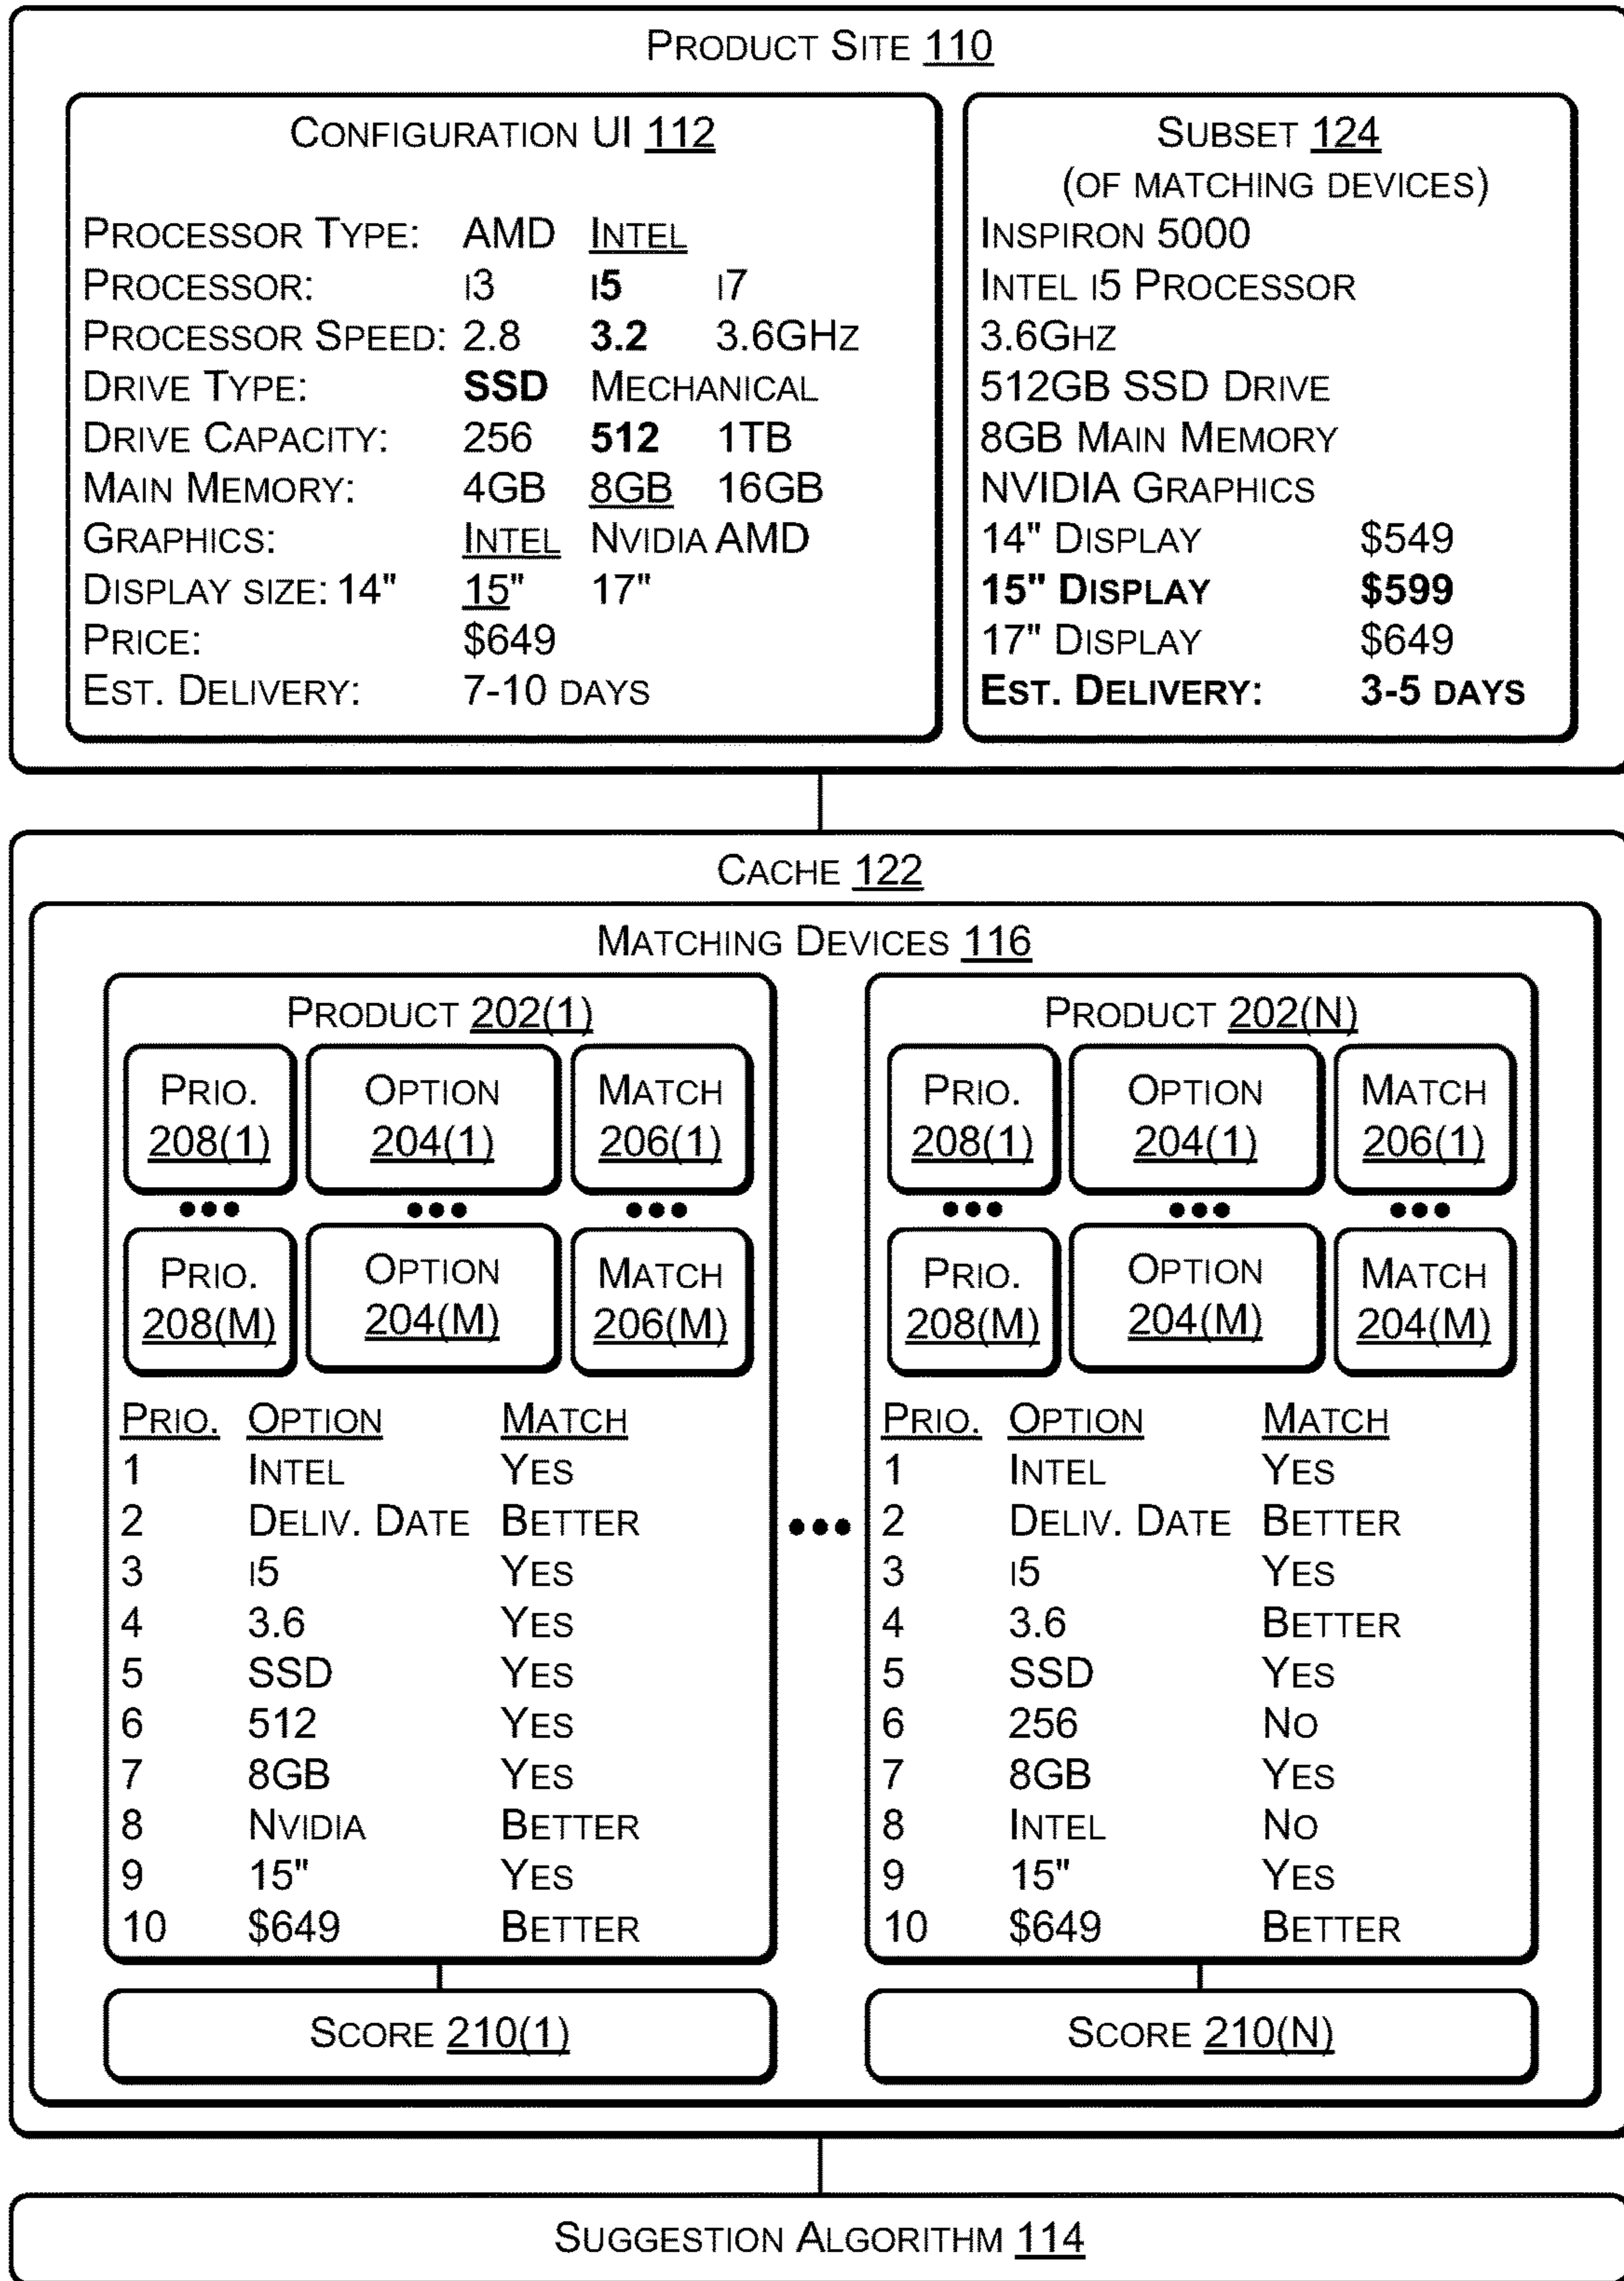 PRODUCT SITE 110
CONFIGURATION UI 112
PROCESSOR TYPE: AMD INTEL
PROCESSOR: I3 I5 I7
PROCESSOR SPEED: 2.8 3.2 3.6GHZ
DRIVE TYPE: SSD MECHANICAL
DRIVE CAPACITY: 256 512 1TB
MAIN MEMORY: 4GB 8GB 16GB
GRAPHICS: INTEL NVIDIA AMD
DISPLAY SIZE: 14" 15" 17"
PRICE: $649
EST. DELIVERY: 7-10 DAYS
SUBSET 124
(OF MATCHING DEVICES)
INSPIRON 5000
INTEL I5 PROCESSOR
3.6GHZ
512GB SSD DRIVE
8GB MAIN MEMORY
NVIDIA GRAPHICS
14" DISPLAY $549
15" DISPLAY $599
17" DISPLAY $649
EST. DELIVERY: 3-5 DAYS
CACHE 122
MATCHING DEVICES 116
PRODUCT 202(1)
PRIO. OPTION MATCH
208(1) 204(1) 206(1)
••• ••• •••
PRIO. OPTION MATCH
208(M) 204(M) 206(M)
PRIO. OPTION MATCH
1 INTEL YES
2 DELIV. DATE BETTER
3 I5 YES
4 3.6 YES
5 SSD YES
6 512 YES
7 8GB YES
8 NVIDIA BETTER
9 15" YES
10 $649 BETTER
SCORE 210(1)
•••
PRODUCT 202(N)
PRIO. OPTION MATCH
208(1) 204(1) 206(1)
••• ••• •••
PRIO. OPTION MATCH
208(M) 204(M) 204(M)
PRIO. OPTION MATCH
1 INTEL YES
2 DELIV. DATE BETTER
3 I5 YES
4 3.6 BETTER
5 SSD YES
6 256 NO
7 8GB YES
8 INTEL NO
9 15" YES
10 $649 BETTER
SCORE 210(N)
SUGGESTION ALGORITHM 114